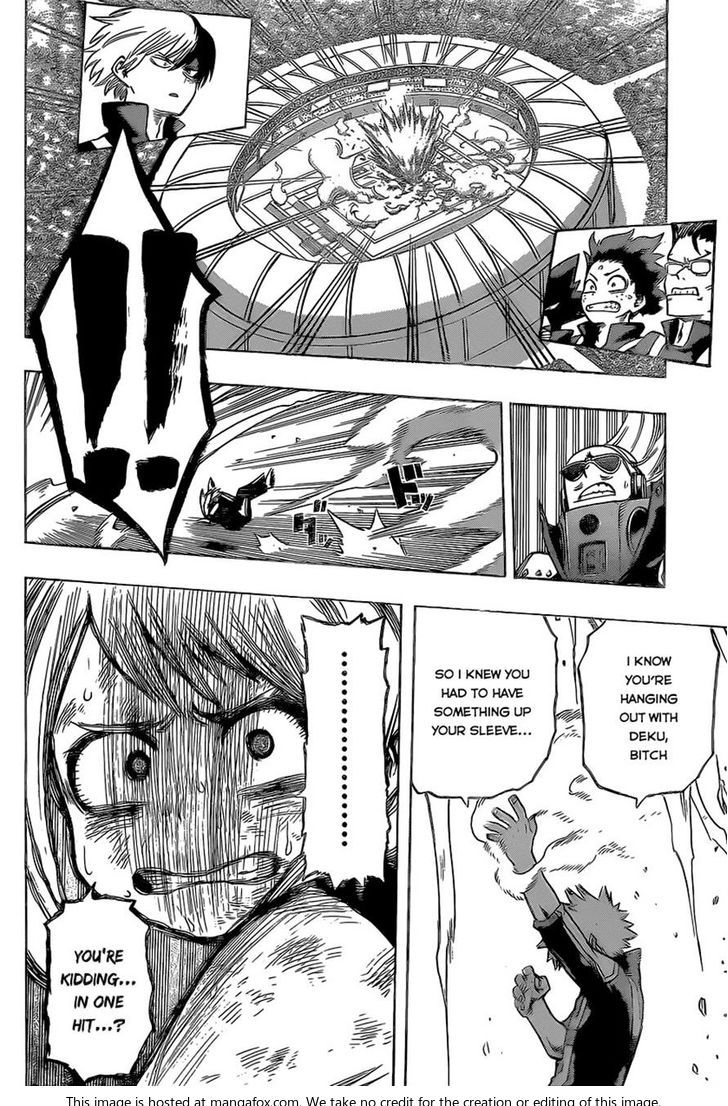 !!
ドッ
I KNOW
YOU'RE
HANGING
OUT WITH
DEKU,
BITCH
SO I KNEW YOU
HAD TO HAVE
SOMETHING UP
YOUR SLEEVE...
..........
YOU'RE
KIDDING...
IN ONE
HIT...?
This image is hosted at mangafox.com. We take no credit for the creation or editing of this image.